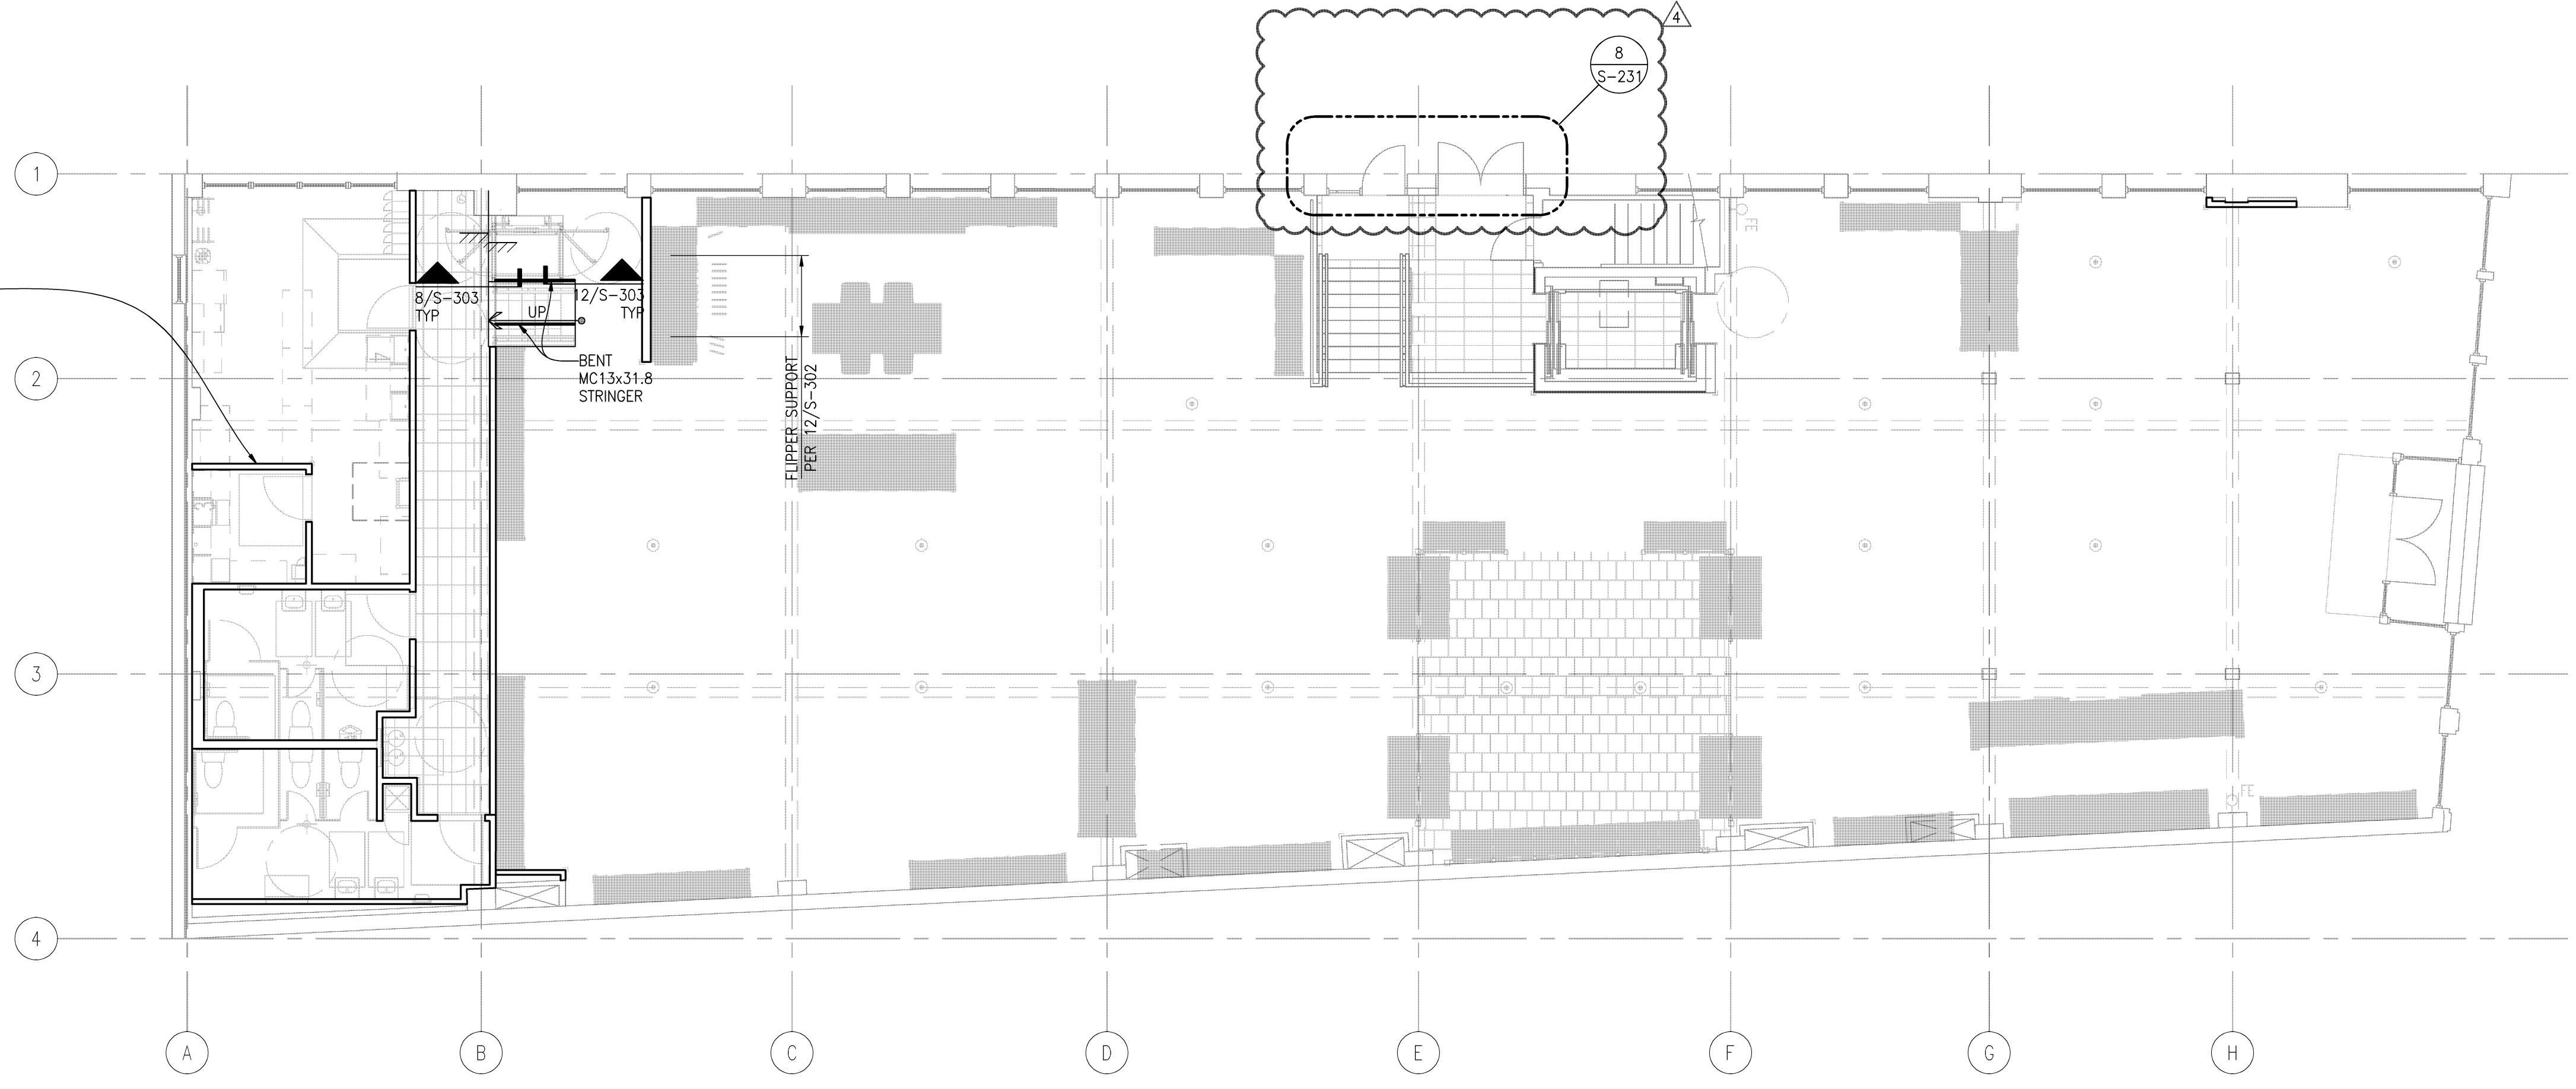 4
8
S-231
1
FE
8/S-303
TYP
12/S-303
TYP
UP
BENT
MC13x31.8
STRINGER
FLIPPER SUPPORT
PER 12/S-302
2
3
FE
4
A
B
C
D
E
F
G
H